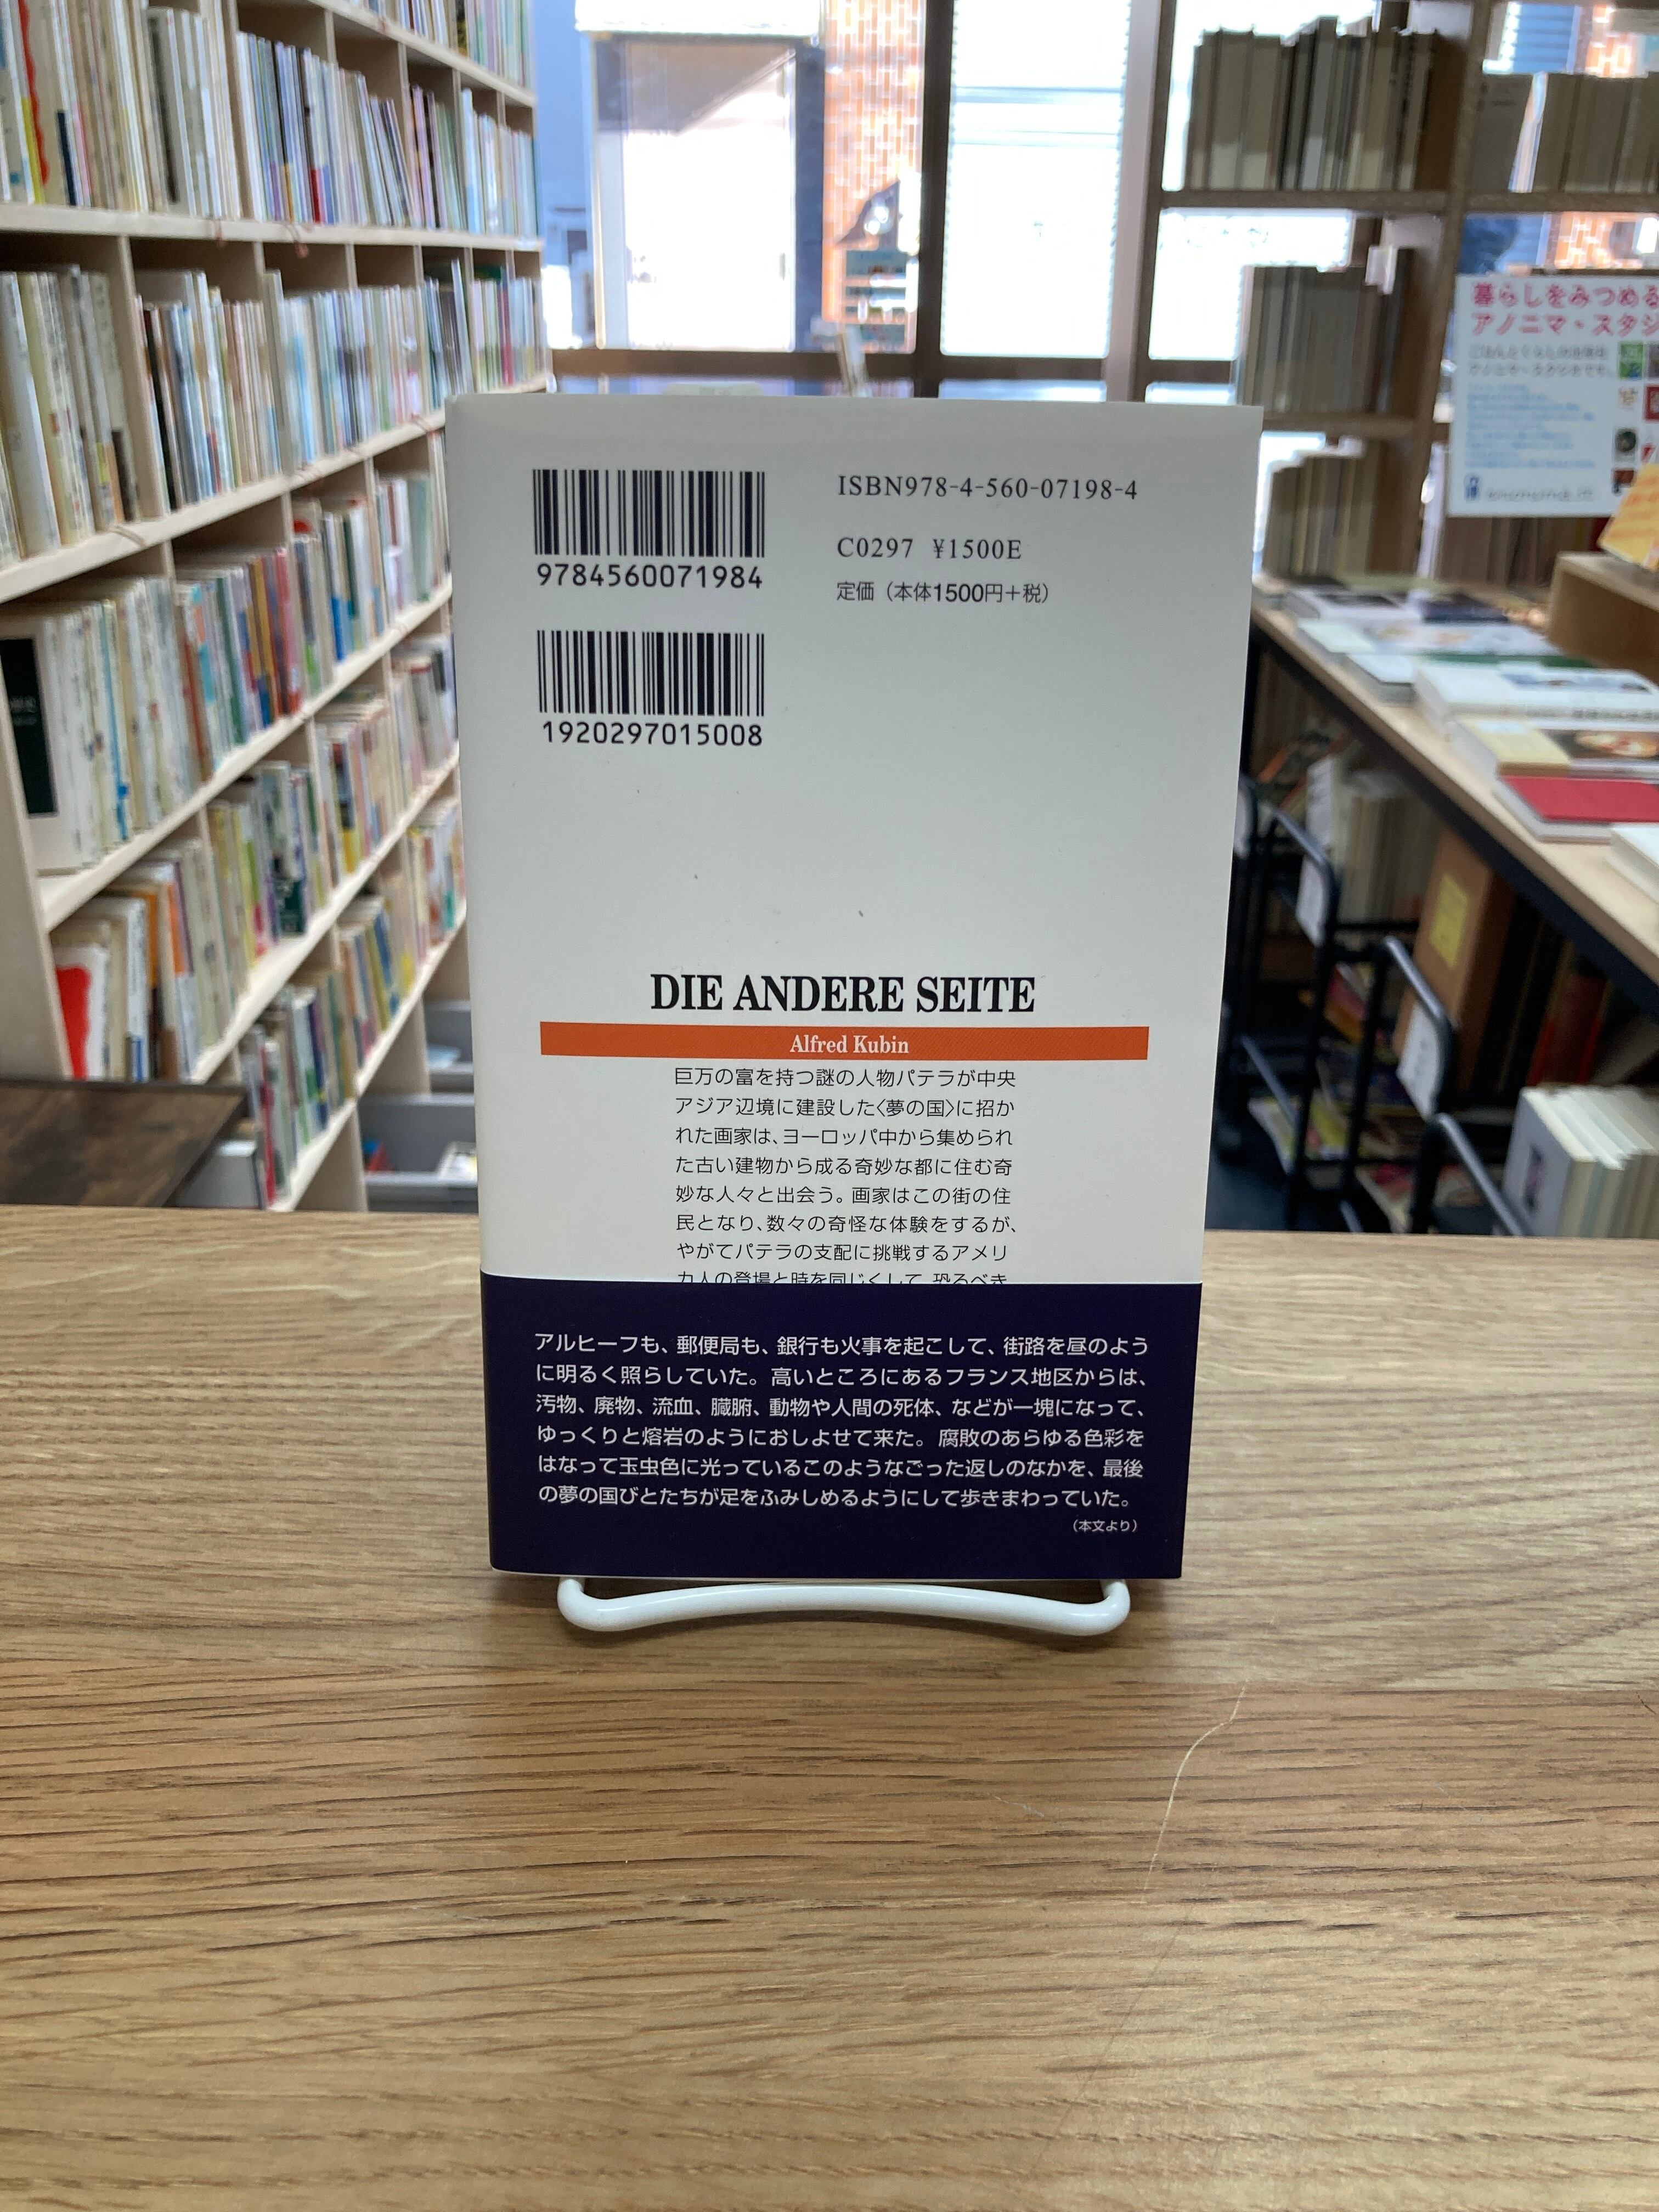 暮らしをみつめる
アノニマ・スタジ
ISBN978-4-560-07198-4
9784560071984
C0297 ¥1500E
定価（本体1500円＋税）
1920297015008
DIE ANDERE SEITE
Alfred Kubin
巨万の富を持つ謎の人物パテラが中央
アジア辺境に建設した〈夢の国〉に招か
れた画家は、ヨーロッパ中から集められ
た古い建物から成る奇妙な都に住む奇
妙な人々と出会う。画家はこの街の住
民となり、数々の奇怪な体験をするが、
やがてパテラの支配に挑戦するアメリ
カ人の登場と時を同じくして、恐るべき
アルヒーフも、郵便局も、銀行も火事を起こして、街路を昼のよう
に明るく照らしていた。高いところにあるフランス地区からは、
汚物、廃物、流血、臓腑、動物や人間の死体、などが一塊になって、
ゆっくりと熔岩のようにおしよせて来た。腐敗のあらゆる色彩を
はなって玉虫色に光っているこのようなごった返しのなかを、最後
の夢の国びとたちが足をふみしめるようにして歩きまわっていた。
（本文より）